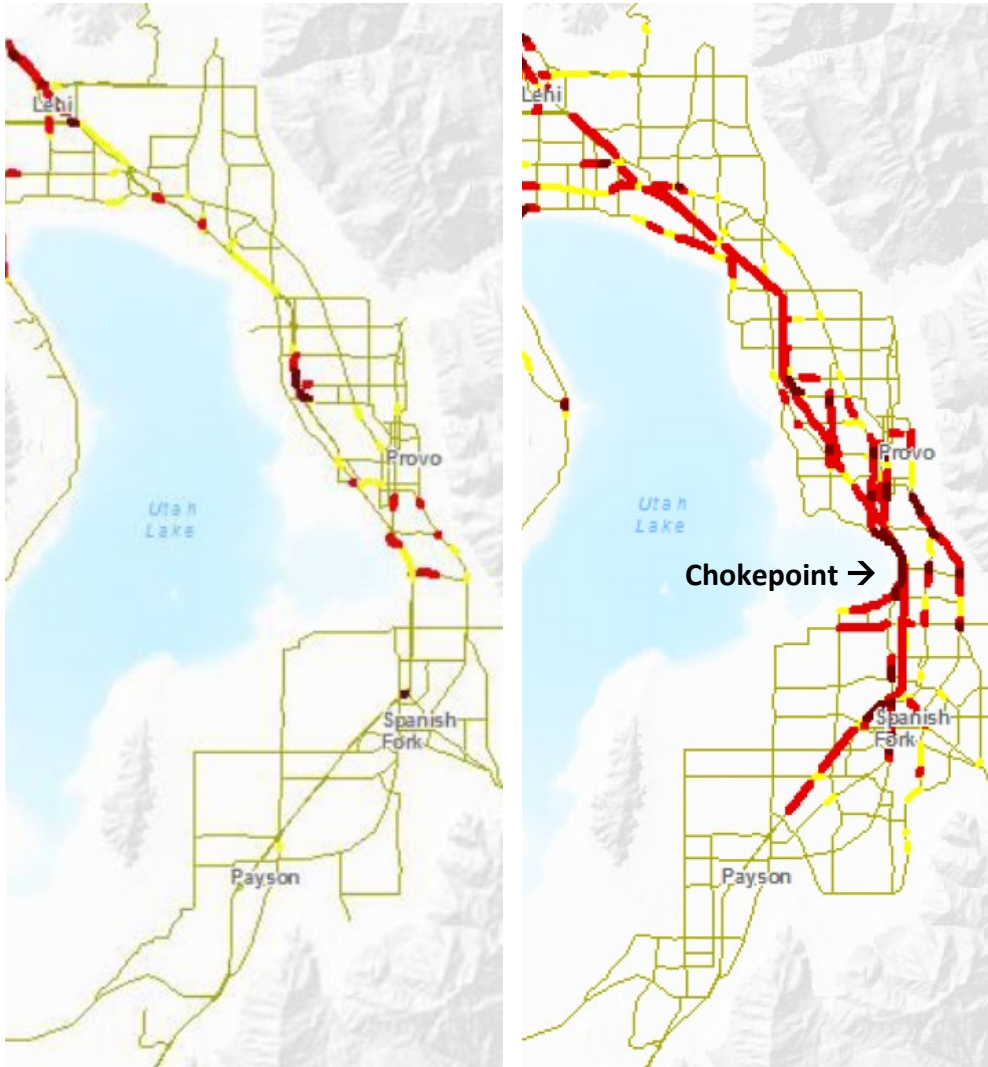 Lehi
Provo
Utah
Lake
Spanish
Fork
Payson
Lehi
Provo
Utah
Lake
Chokepoint →
Spanish
Fork
Payson